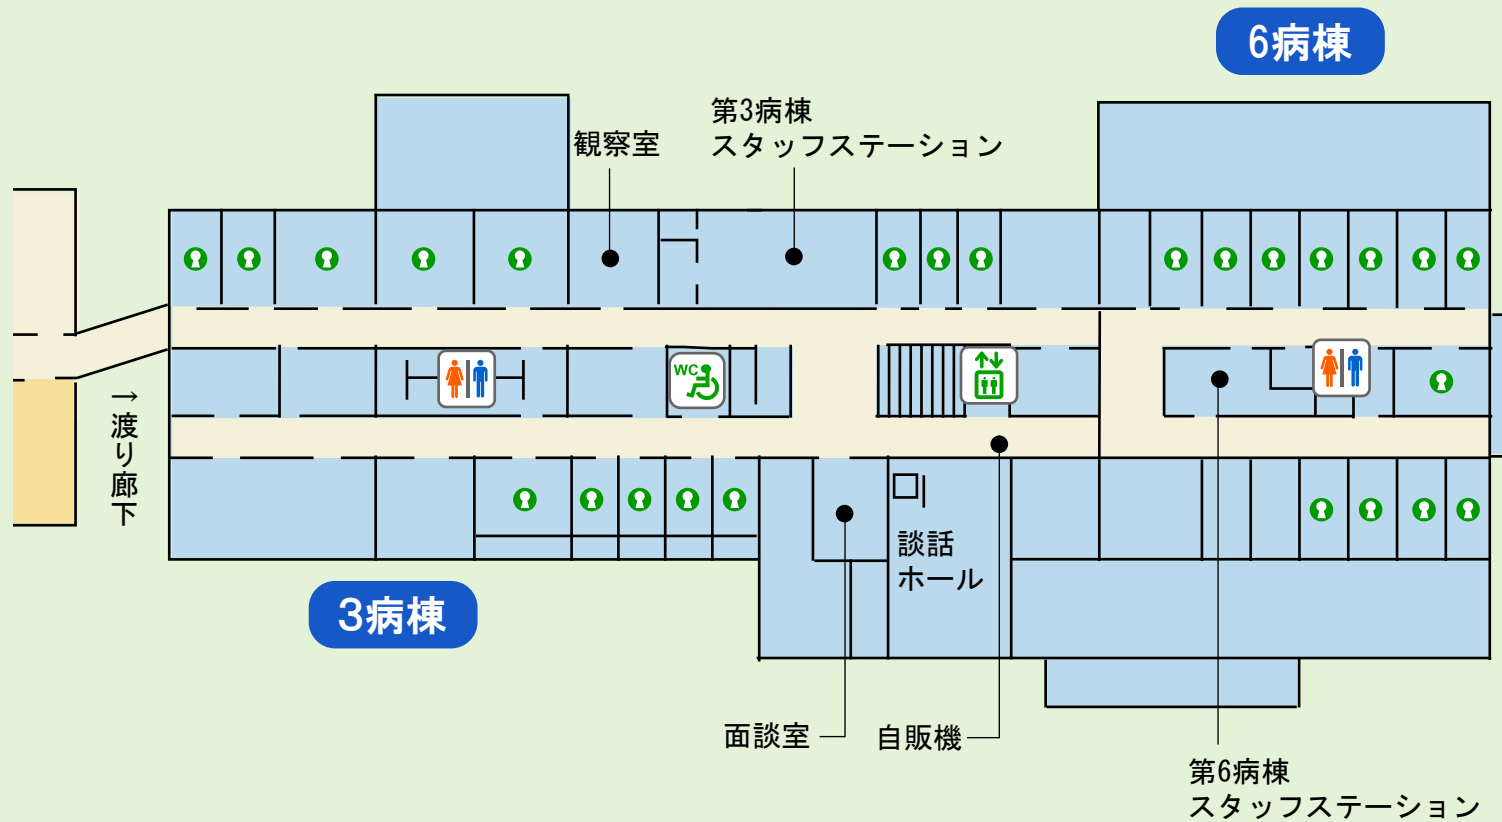 6病棟
第3病棟
スタッフステーション
観察室
WC
→渡り廊下
談話
ホール
3病棟
面談室
自販機
第6病棟
スタッフステーション